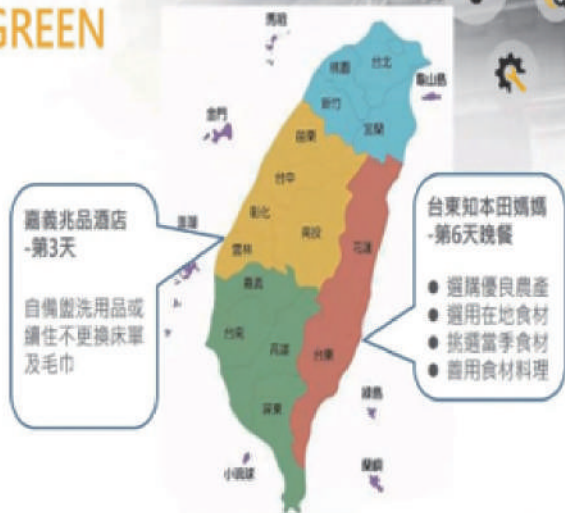 GREEN
馬祖
台北
桃園
龜山島
新竹
宜蘭
金門
苗栗
台中
彰化
南投
雲林
花蓮
澎湖
嘉義
台南
高雄
台東
屏東
綠島
小琉球
蘭嶼
嘉義兆品酒店
-第3天
自備盥洗用品或
續住不更換床單
及毛巾
台東知本田媽媽
-第6天晚餐
● 選購優良農產
● 選用在地食材
● 挑選當季食材
● 善用食材料理